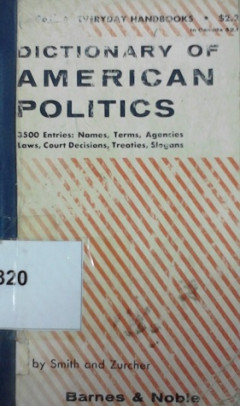 EVERYDAY HANDBOOKS • $2.
DICTIONARY OF
AMERICAN
POLITICS
3500 Entries: Names, Terms, Agencies
Laws, Court Decisions, Treaties, Slogans
320
by Smith and Zurcher
Barnes & Noble